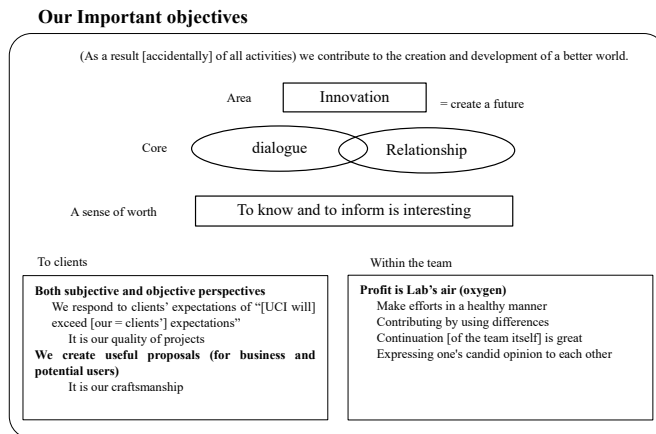 Our Important objectives
(As a result [accidentally] of all activities) we contribute to the creation and development of a better world.
Area
Innovation
= create a future
Core
dialogue
Relationship
A sense of worth
To know and to inform is interesting
To clients
Both subjective and objective perspectives
We respond to clients’ expectations of “[UCI will]
exceed [our = clients’] expectations”
It is our quality of projects
We create useful proposals (for business and
potential users)
It is our craftsmanship
Within the team
Profit is Lab’s air (oxygen)
Make efforts in a healthy manner
Contributing by using differences
Continuation [of the team itself] is great
Expressing one's candid opinion to each other